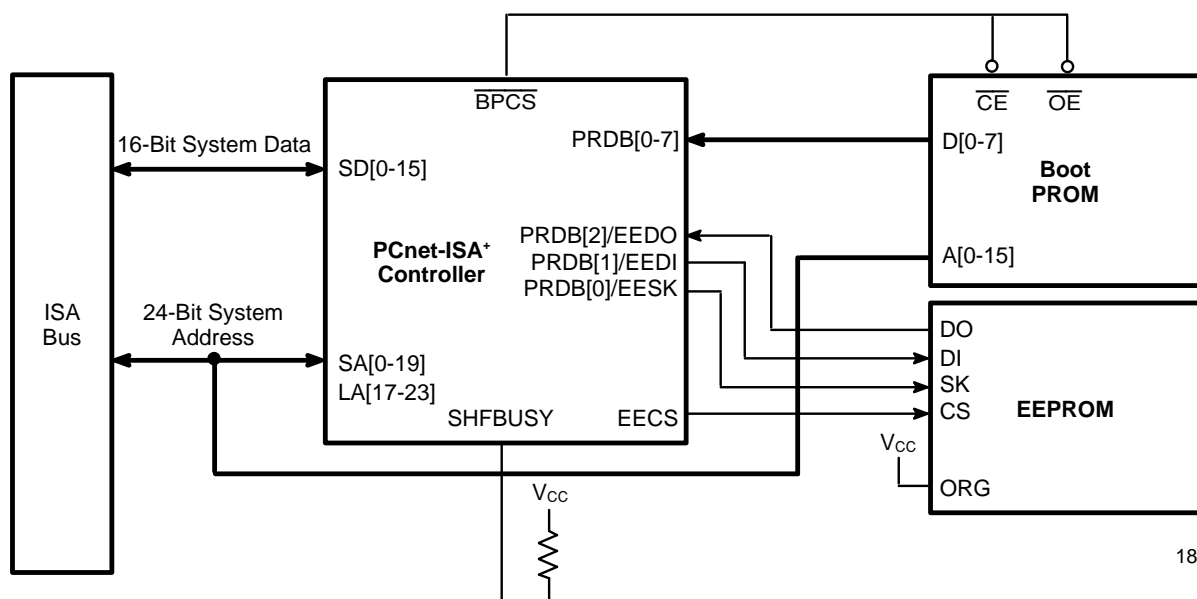 BPCS
CE
OE
16-Bit System Data
PRDB[0-7]
D[0-7]
SD[0-15]
Boot
PROM
PCnet-ISA+
Controller
PRDB[2]/EEDO
PRDB[1]/EEDI
PRDB[0]/EESK
A[0-15]
ISA
Bus
24-Bit System
Address
SA[0-19]
LA[17-23]
SHFBUSY
EECS
DO
DI
SK
CS
EEPROM
VCC
ORG
VCC
18